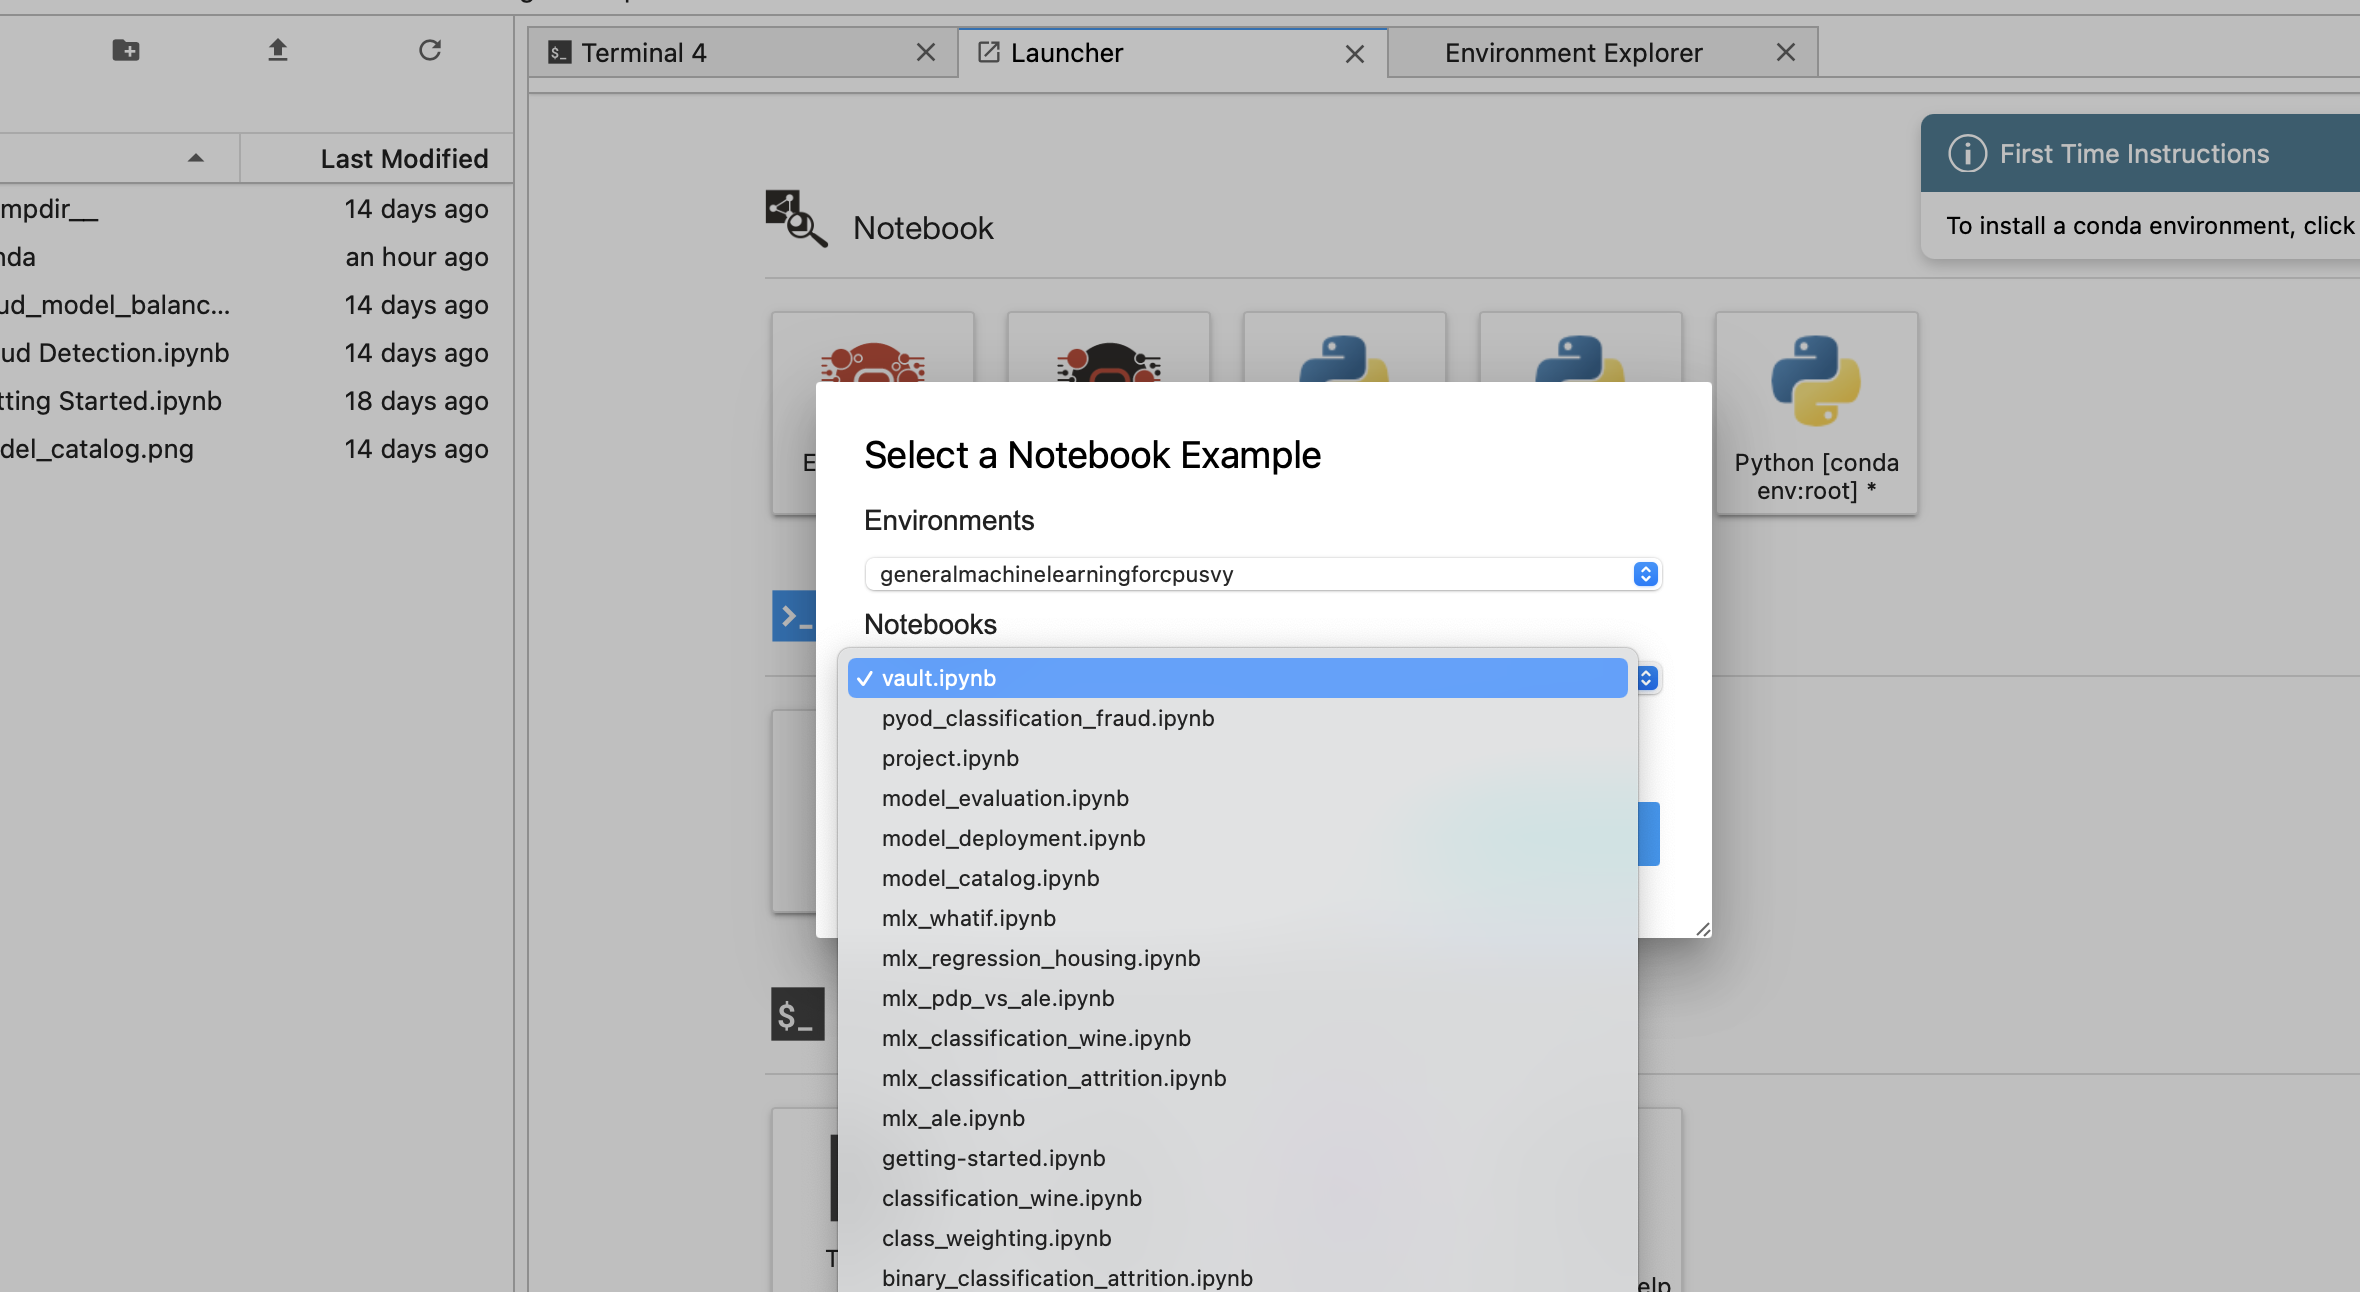 Terminal 4
Launcher
Environment Explorer
Last Modified
mpdir__ 14 days ago
nda an hour ago
ud_model_balanc... 14 days ago
ud Detection.ipynb 14 days ago
tting Started.ipynb 18 days ago
del_catalog.png 14 days ago
First Time Instructions
To install a conda environment, click
Notebook
E
Python [conda
env:root] *
Select a Notebook Example
Environments
generalmachinelearningforcpusvy
Notebooks
>_
✓ vault.ipynb
pyod_classification_fraud.ipynb
project.ipynb
model_evaluation.ipynb
model_deployment.ipynb
model_catalog.ipynb
mlx_whatif.ipynb
mlx_regression_housing.ipynb
mlx_pdp_vs_ale.ipynb
$_
mlx_classification_wine.ipynb
mlx_classification_attrition.ipynb
mlx_ale.ipynb
getting-started.ipynb
classification_wine.ipynb
class_weighting.ipynb
T
binary_classification_attrition.ipynb
elp